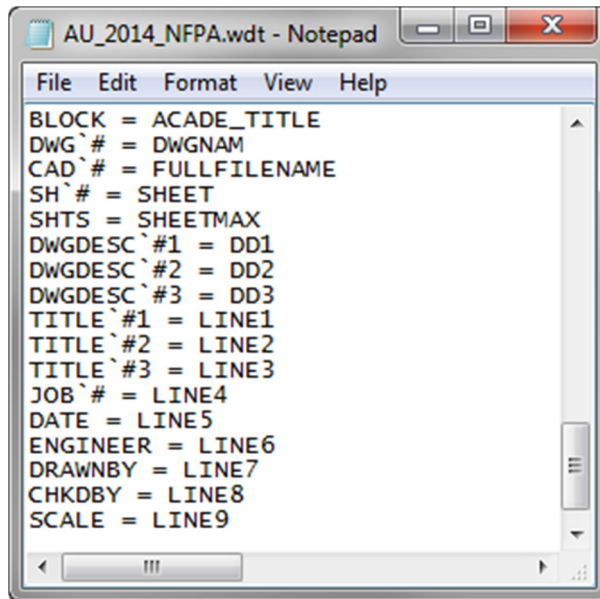 AU_2014_NFPA.wdt - Notepad
File Edit Format View Help
BLOCK = ACADE_TITLE
DWG`# = DWGNAM
CAD`# = FULLFILENAME
SH`# = SHEET
SHTS = SHEETMAX
DWGDESC`#1 = DD1
DWGDESC`#2 = DD2
DWGDESC`#3 = DD3
TITLE`#1 = LINE1
TITLE`#2 = LINE2
TITLE`#3 = LINE3
JOB`# = LINE4
DATE = LINE5
ENGINEER = LINE6
DRAWNBY = LINE7
CHKDBY = LINE8
SCALE = LINE9